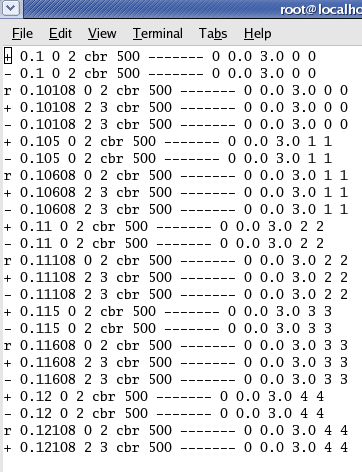 root@localho
File Edit View Terminal Tabs Help
+ 0.1 0 2 cbr 500 ------- 0 0.0 3.0 0 0
- 0.1 0 2 cbr 500 ------- 0 0.0 3.0 0 0
r 0.10108 0 2 cbr 500 ------- 0 0.0 3.0 0 0
+ 0.10108 2 3 cbr 500 ------- 0 0.0 3.0 0 0
- 0.10108 2 3 cbr 500 ------- 0 0.0 3.0 0 0
+ 0.105 0 2 cbr 500 ------- 0 0.0 3.0 1 1
- 0.105 0 2 cbr 500 ------- 0 0.0 3.0 1 1
r 0.10608 0 2 cbr 500 ------- 0 0.0 3.0 1 1
+ 0.10608 2 3 cbr 500 ------- 0 0.0 3.0 1 1
- 0.10608 2 3 cbr 500 ------- 0 0.0 3.0 1 1
+ 0.11 0 2 cbr 500 ------- 0 0.0 3.0 2 2
- 0.11 0 2 cbr 500 ------- 0 0.0 3.0 2 2
r 0.11108 0 2 cbr 500 ------- 0 0.0 3.0 2 2
+ 0.11108 2 3 cbr 500 ------- 0 0.0 3.0 2 2
- 0.11108 2 3 cbr 500 ------- 0 0.0 3.0 2 2
+ 0.115 0 2 cbr 500 ------- 0 0.0 3.0 3 3
- 0.115 0 2 cbr 500 ------- 0 0.0 3.0 3 3
r 0.11608 0 2 cbr 500 ------- 0 0.0 3.0 3 3
+ 0.11608 2 3 cbr 500 ------- 0 0.0 3.0 3 3
- 0.11608 2 3 cbr 500 ------- 0 0.0 3.0 3 3
+ 0.12 0 2 cbr 500 ------- 0 0.0 3.0 4 4
- 0.12 0 2 cbr 500 ------- 0 0.0 3.0 4 4
r 0.12108 0 2 cbr 500 ------- 0 0.0 3.0 4 4
+ 0.12108 2 3 cbr 500 ------- 0 0.0 3.0 4 4